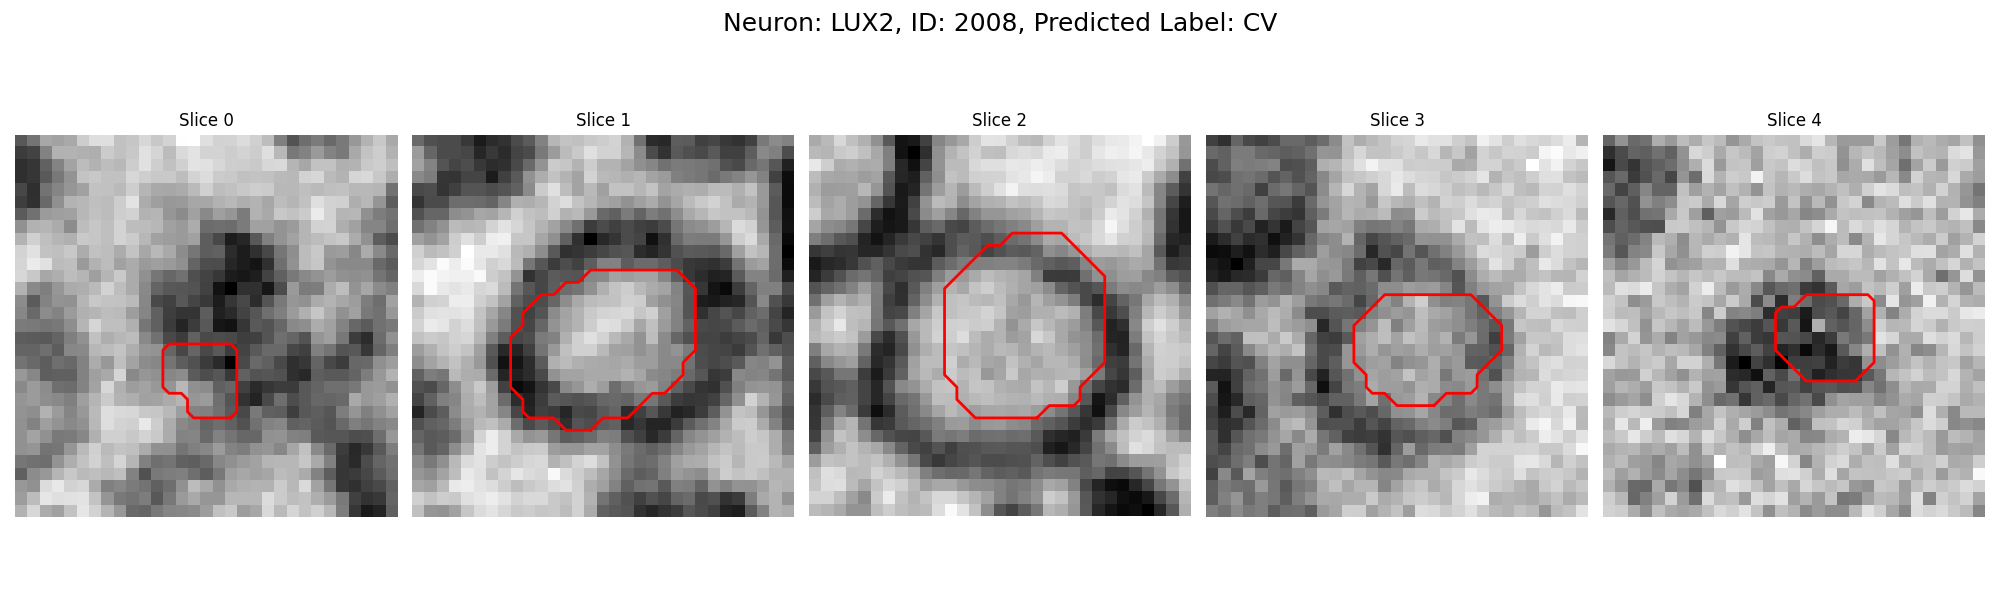 Neuron: LUX2, ID: 2008, Predicted Label: CV
Slice 0
Slice 1
Slice 2
Slice 3
Slice 4